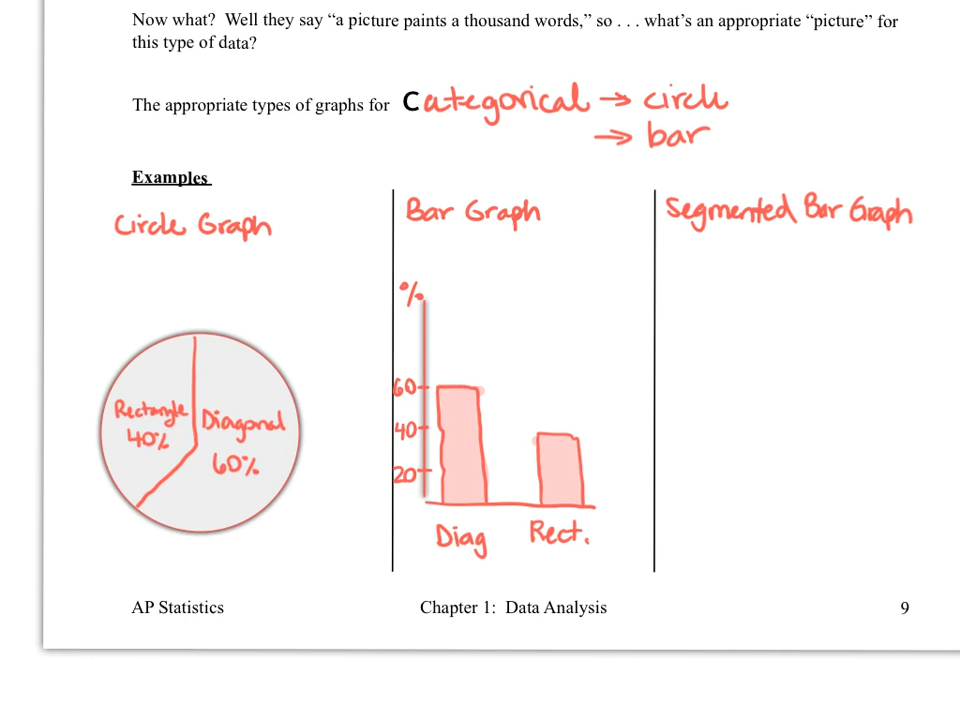 Now what? Well they say “a picture paints a thousand words,” so . . . what’s an appropriate “picture” for
this type of data?
The appropriate types of graphs for Categorical → circle
→ bar
Examples
Circle Graph
Rectangle
40%
Diagonal
60%
Bar Graph
%
60
40
20
Diag Rect.
Segmented Bar Graph
AP Statistics Chapter 1: Data Analysis 9